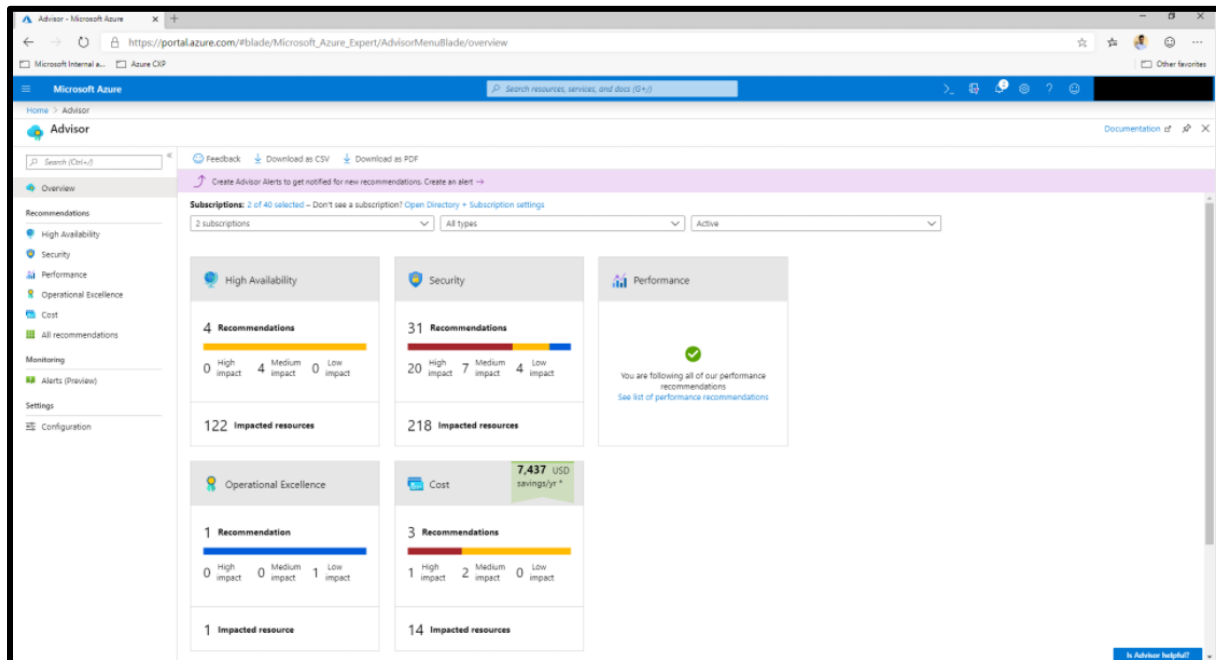 Advisor - Microsoft Azure
https://portal.azure.com/#blade/Microsoft_Azure_Expert/AdvisorMenuBlade/overview
Microsoft Internal a... Azure CXP Other favorites
Microsoft Azure Search resources, services, and docs (G+/)
Home > Advisor
Advisor Documentation
Search (Ctrl+/)
Overview
Recommendations
High Availability
Security
Performance
Operational Excellence
Cost
All recommendations
Monitoring
Alerts (Preview)
Settings
Configuration
Feedback Download as CSV Download as PDF
Create Advisor Alerts to get notified for new recommendations. Create an alert →
Subscriptions: 2 of 40 selected – Don't see a subscription? Open Directory + Subscription settings
2 subscriptions All types Active
High Availability
4 Recommendations
0 High impact 4 Medium impact 0 Low impact
122 Impacted resources
Security
31 Recommendations
20 High impact 7 Medium impact 4 Low impact
218 Impacted resources
Performance
You are following all of our performance
recommendations
See list of performance recommendations
Operational Excellence
1 Recommendation
0 High impact 0 Medium impact 1 Low impact
1 Impacted resource
Cost
7,437 USD
savings/yr *
3 Recommendations
1 High impact 2 Medium impact 0 Low impact
14 Impacted resources
Is Advisor helpful?